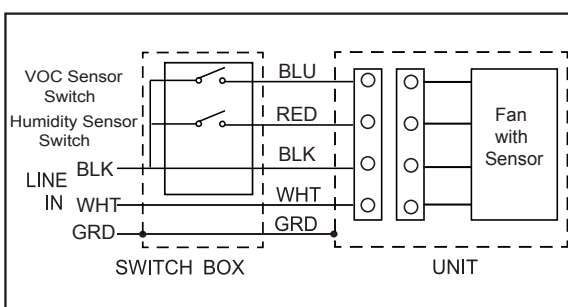 VOC Sensor
Switch
Humidity Sensor
Switch
LINE
IN
BLK
WHT
GRD
BLU
RED
BLK
WHT
GRD
Fan
with
Sensor
SWITCH BOX
UNIT